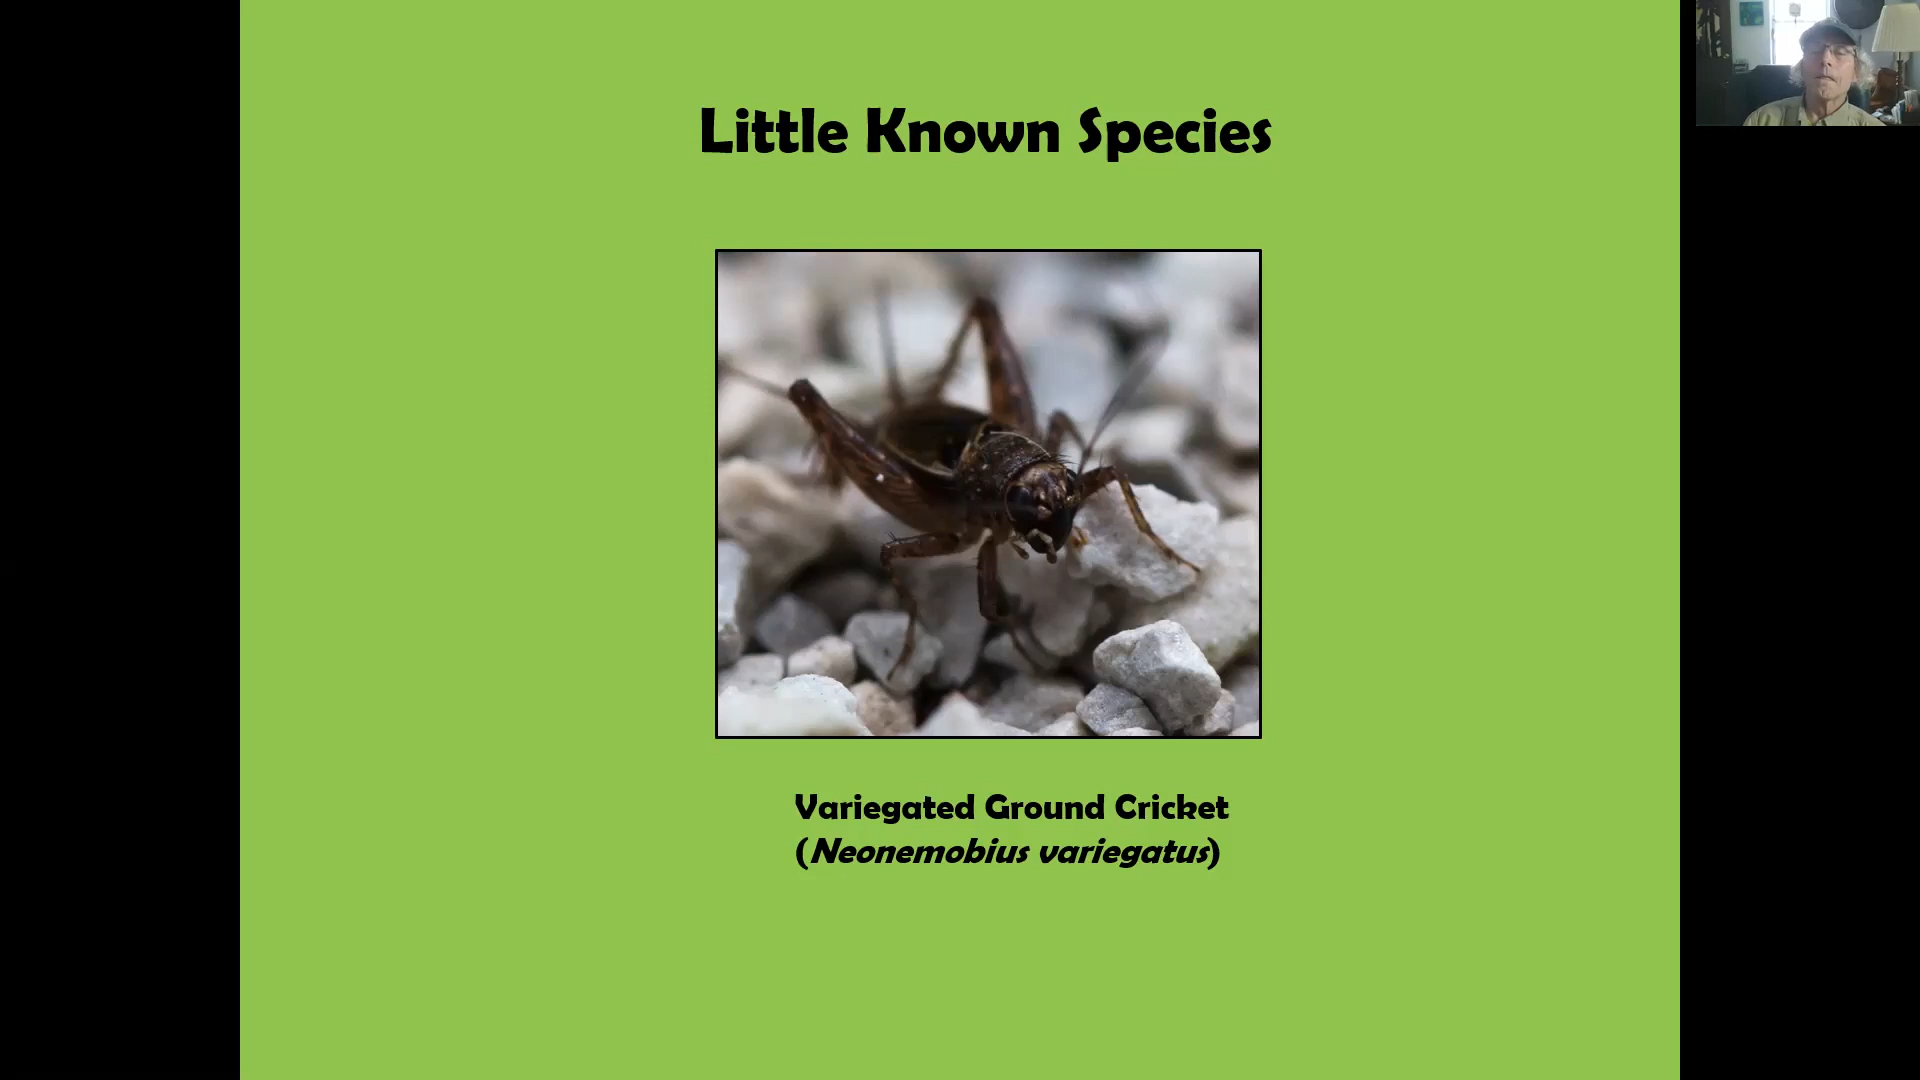 Little Known Species
Variegated Ground Cricket
(Neonemobius variegatus)